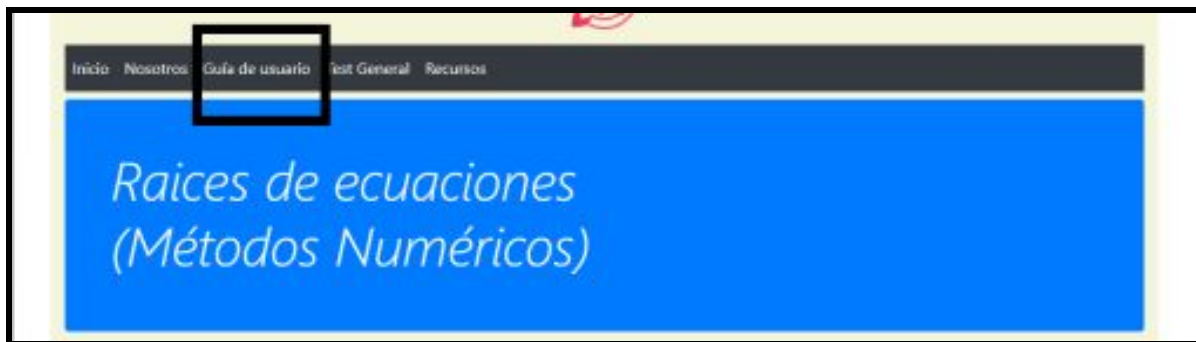 Inicio Nosotros Guía de usuario Test General Recursos
Raices de ecuaciones
(Métodos Numéricos)